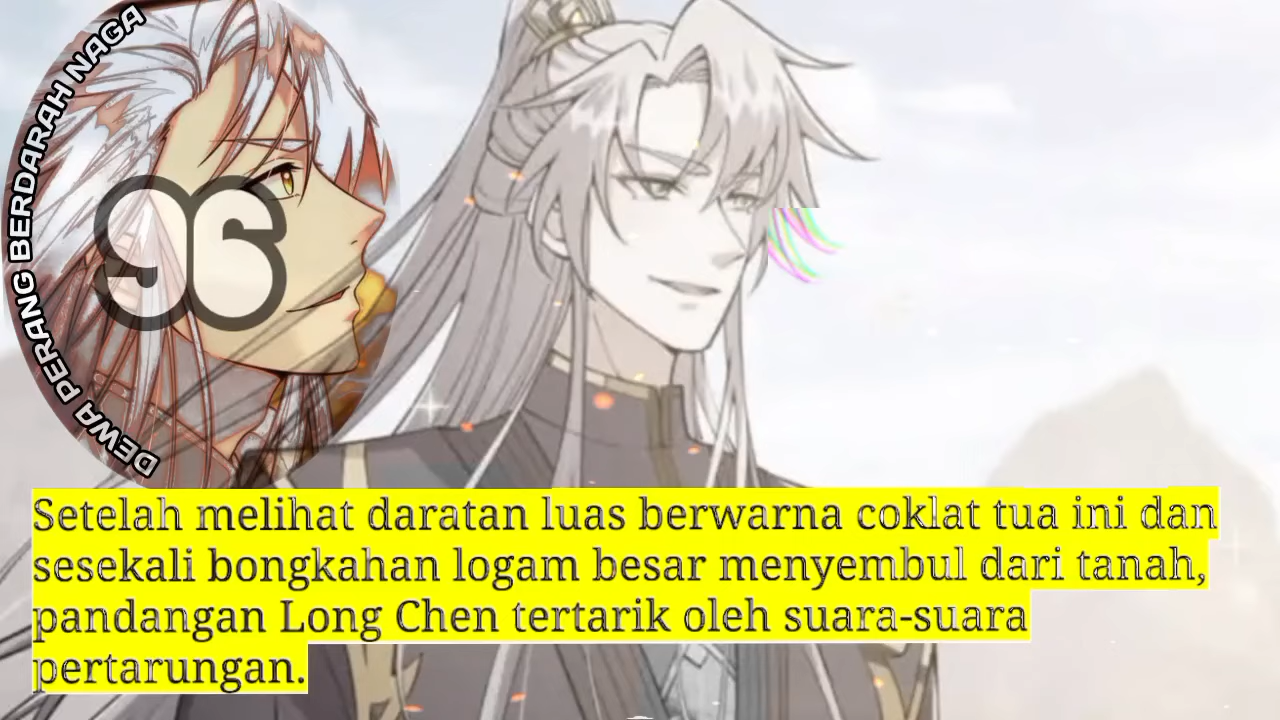 DEWA PERANG BERDARAH NAGA
96
Setelah melihat daratan luas berwarna coklat tua ini dan
sesekali bongkahan logam besar menyembul dari tanah,
pandangan Long Chen tertarik oleh suara-suara
pertarungan.